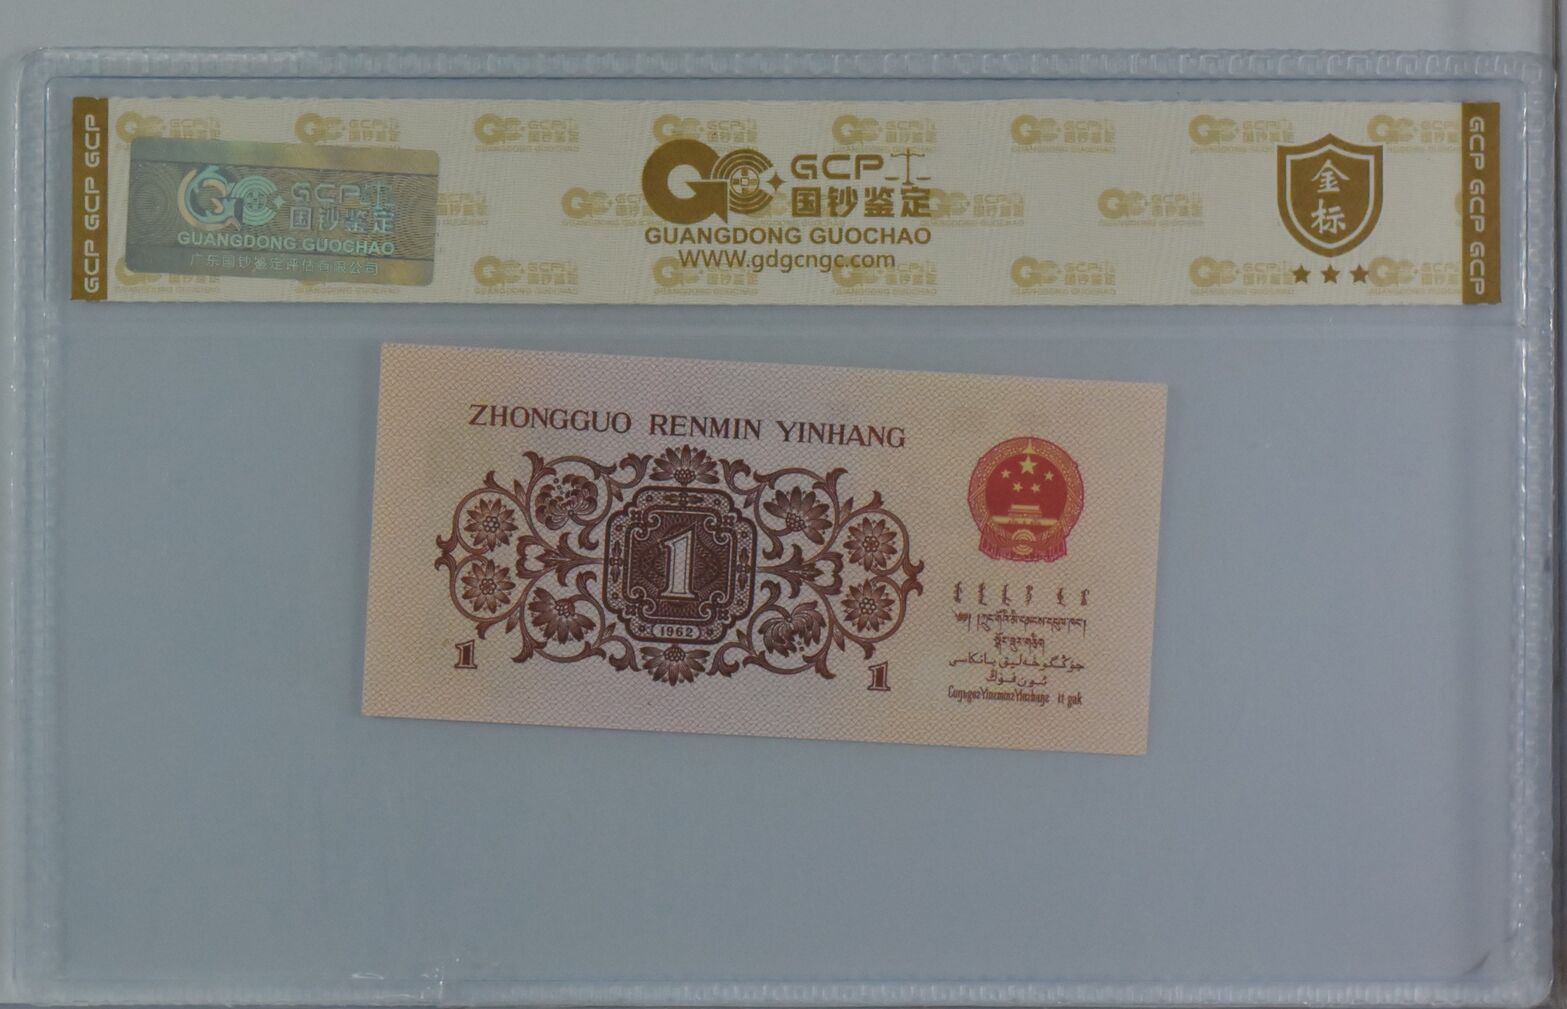 GCP GCP GCP
GCP
国钞鉴定
GUANGDONG GUOCHAO
广东国钞鉴定评估有限公司
GCP
国钞鉴定
GUANGDONG GUOCHAO
WWW.gdgcngc.com
金标
GCP GCP GCP
ZHONGGUO RENMIN YINHANG
1
1962
1
1